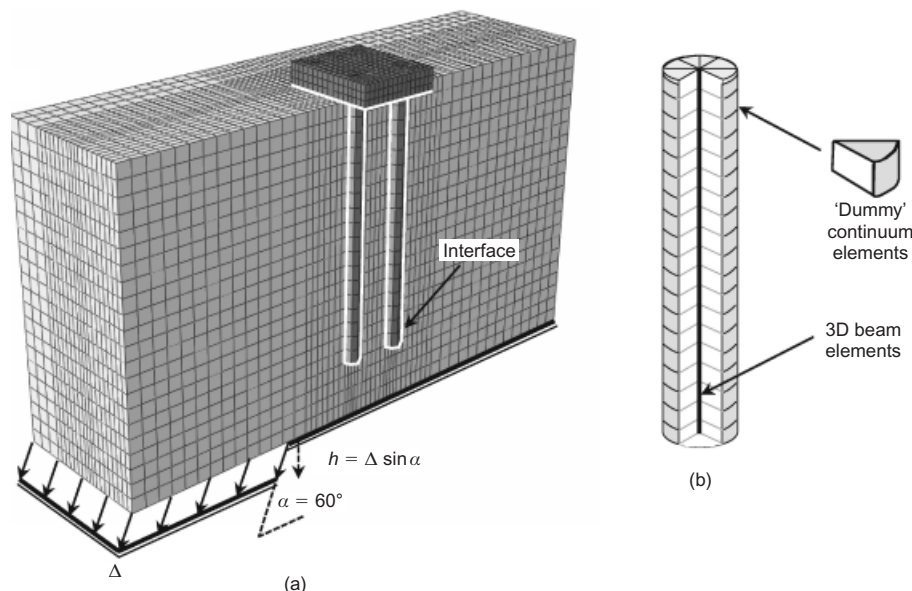 Interface
h = Δ sin α
α = 60°
Δ
(a)
'Dummy'
continuum
elements
3D beam
elements
(b)